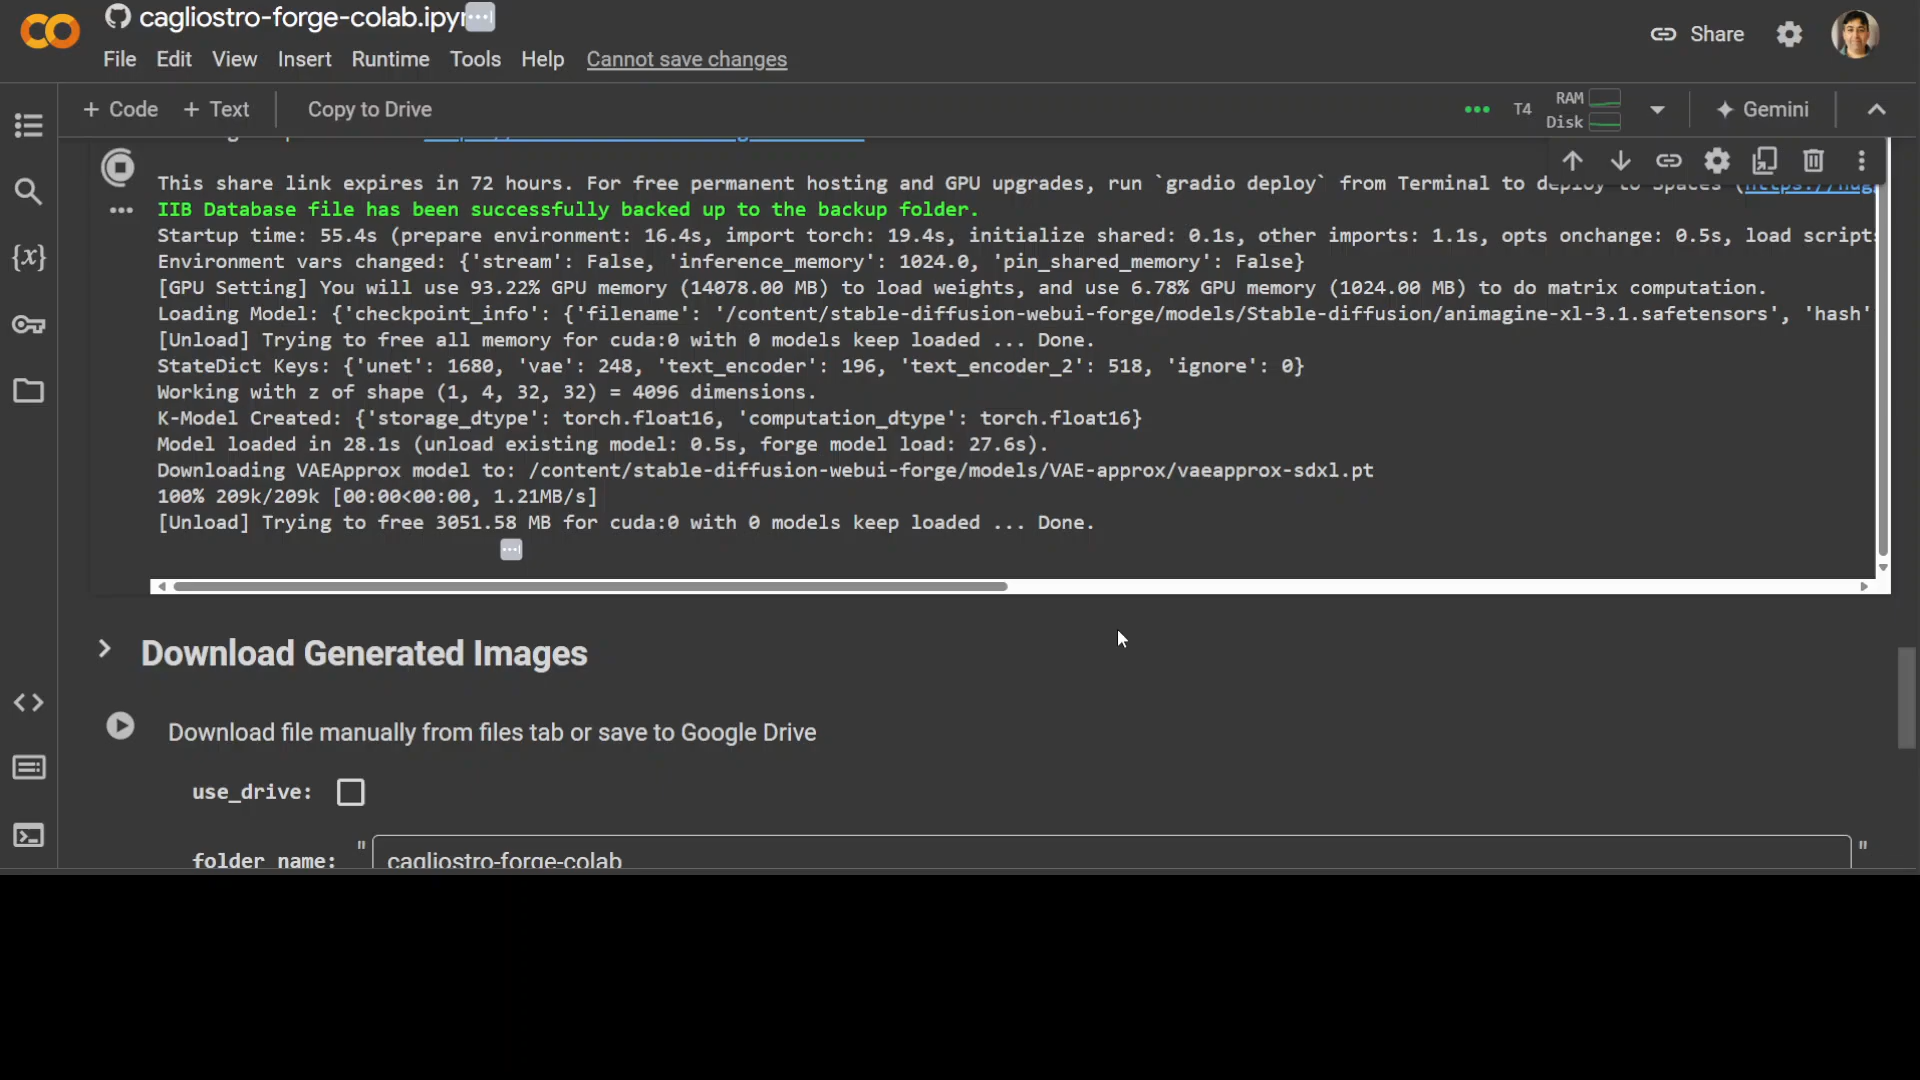 cagliostro-forge-colab.ipyn
Share
File Edit View Insert Runtime Tools Help Cannot save changes
+ Code + Text Copy to Drive
T4 RAM Disk Gemini
This share link expires in 72 hours. For free permanent hosting and GPU upgrades, run `gradio deploy` from Terminal to deploy to Spaces (https://hug
IIB Database file has been successfully backed up to the backup folder.
Startup time: 55.4s (prepare environment: 16.4s, import torch: 19.4s, initialize shared: 0.1s, other imports: 1.1s, opts onchange: 0.5s, load scripts
Environment vars changed: {'stream': False, 'inference_memory': 1024.0, 'pin_shared_memory': False}
[GPU Setting] You will use 93.22% GPU memory (14078.00 MB) to load weights, and use 6.78% GPU memory (1024.00 MB) to do matrix computation.
Loading Model: {'checkpoint_info': {'filename': '/content/stable-diffusion-webui-forge/models/Stable-diffusion/animagine-xl-3.1.safetensors', 'hash'
[Unload] Trying to free all memory for cuda:0 with 0 models keep loaded ... Done.
StateDict Keys: {'unet': 1680, 'vae': 248, 'text_encoder': 196, 'text_encoder_2': 518, 'ignore': 0}
Working with z of shape (1, 4, 32, 32) = 4096 dimensions.
K-Model Created: {'storage_dtype': torch.float16, 'computation_dtype': torch.float16}
Model loaded in 28.1s (unload existing model: 0.5s, forge model load: 27.6s).
Downloading VAEApprox model to: /content/stable-diffusion-webui-forge/models/VAE-approx/vaeapprox-sdxl.pt
100% 209k/209k [00:00<00:00, 1.21MB/s]
[Unload] Trying to free 3051.58 MB for cuda:0 with 0 models keep loaded ... Done.
Download Generated Images
Download file manually from files tab or save to Google Drive
use_drive:
folder_name: " cagliostro-forge-colab "